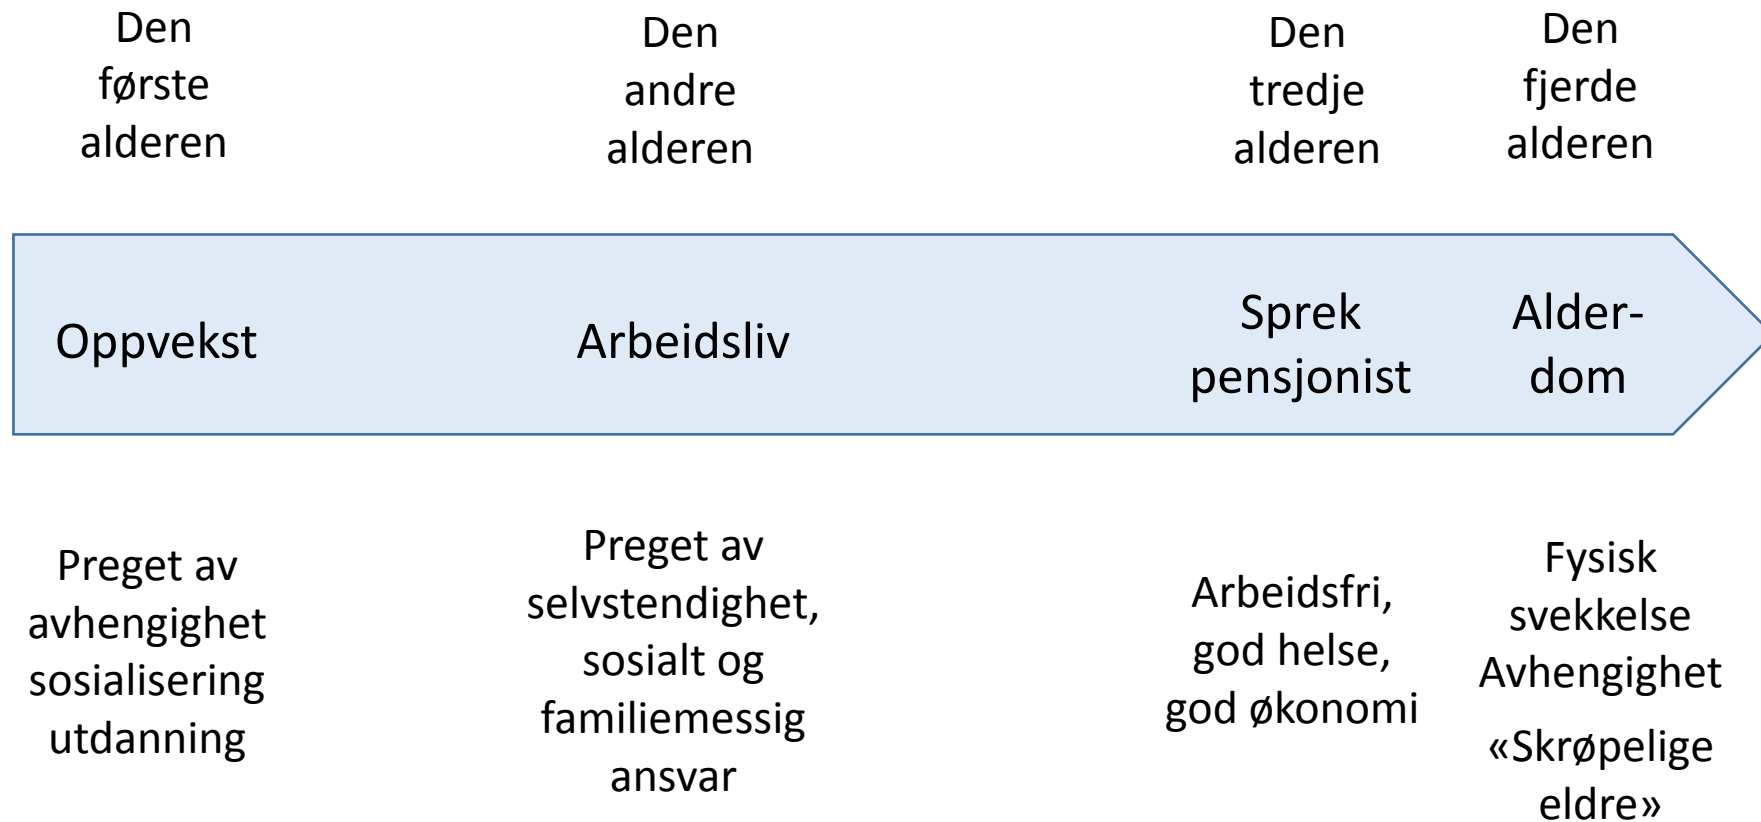 Den
første
alderen
Den
andre
alderen
Den
tredje
alderen
Den
fjerde
alderen
Oppvekst
Arbeidsliv
Sprek
pensjonist
Alder-
dom
Preget av
avhengighet
sosialisering
utdanning
Preget av
selvstendighet,
sosialt og
familiemessig
ansvar
Arbeidsfri,
god helse,
god økonomi
Fysisk
svekkelse
Avhengighet
«Skrøpelige
eldre»